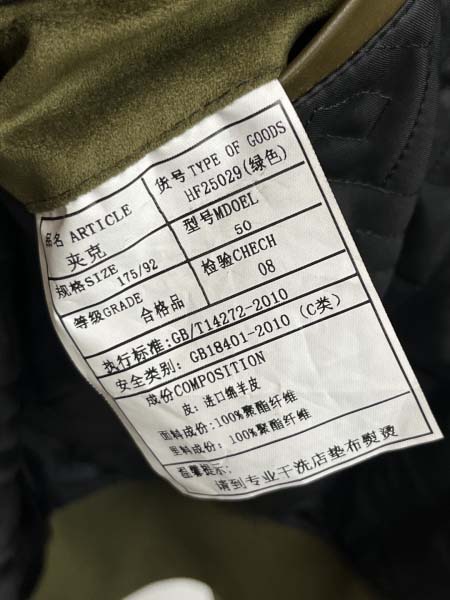 品名 ARTICLE
夹克
货号 TYPE OF GOODS
HF25029(绿色)
规格SIZE
175/92
型号MDOEL
50
等级GRADE
合格品
检验CHECH
08
执行标准:GB/T14272-2010
安全类别: GB18401-2010 (C类)
成份COMPOSITION
皮: 进口绵羊皮
面料成份: 100%聚酯纤维
里料成份: 100%聚酯纤维
温馨提示:
请到专业干洗店垫布熨烫